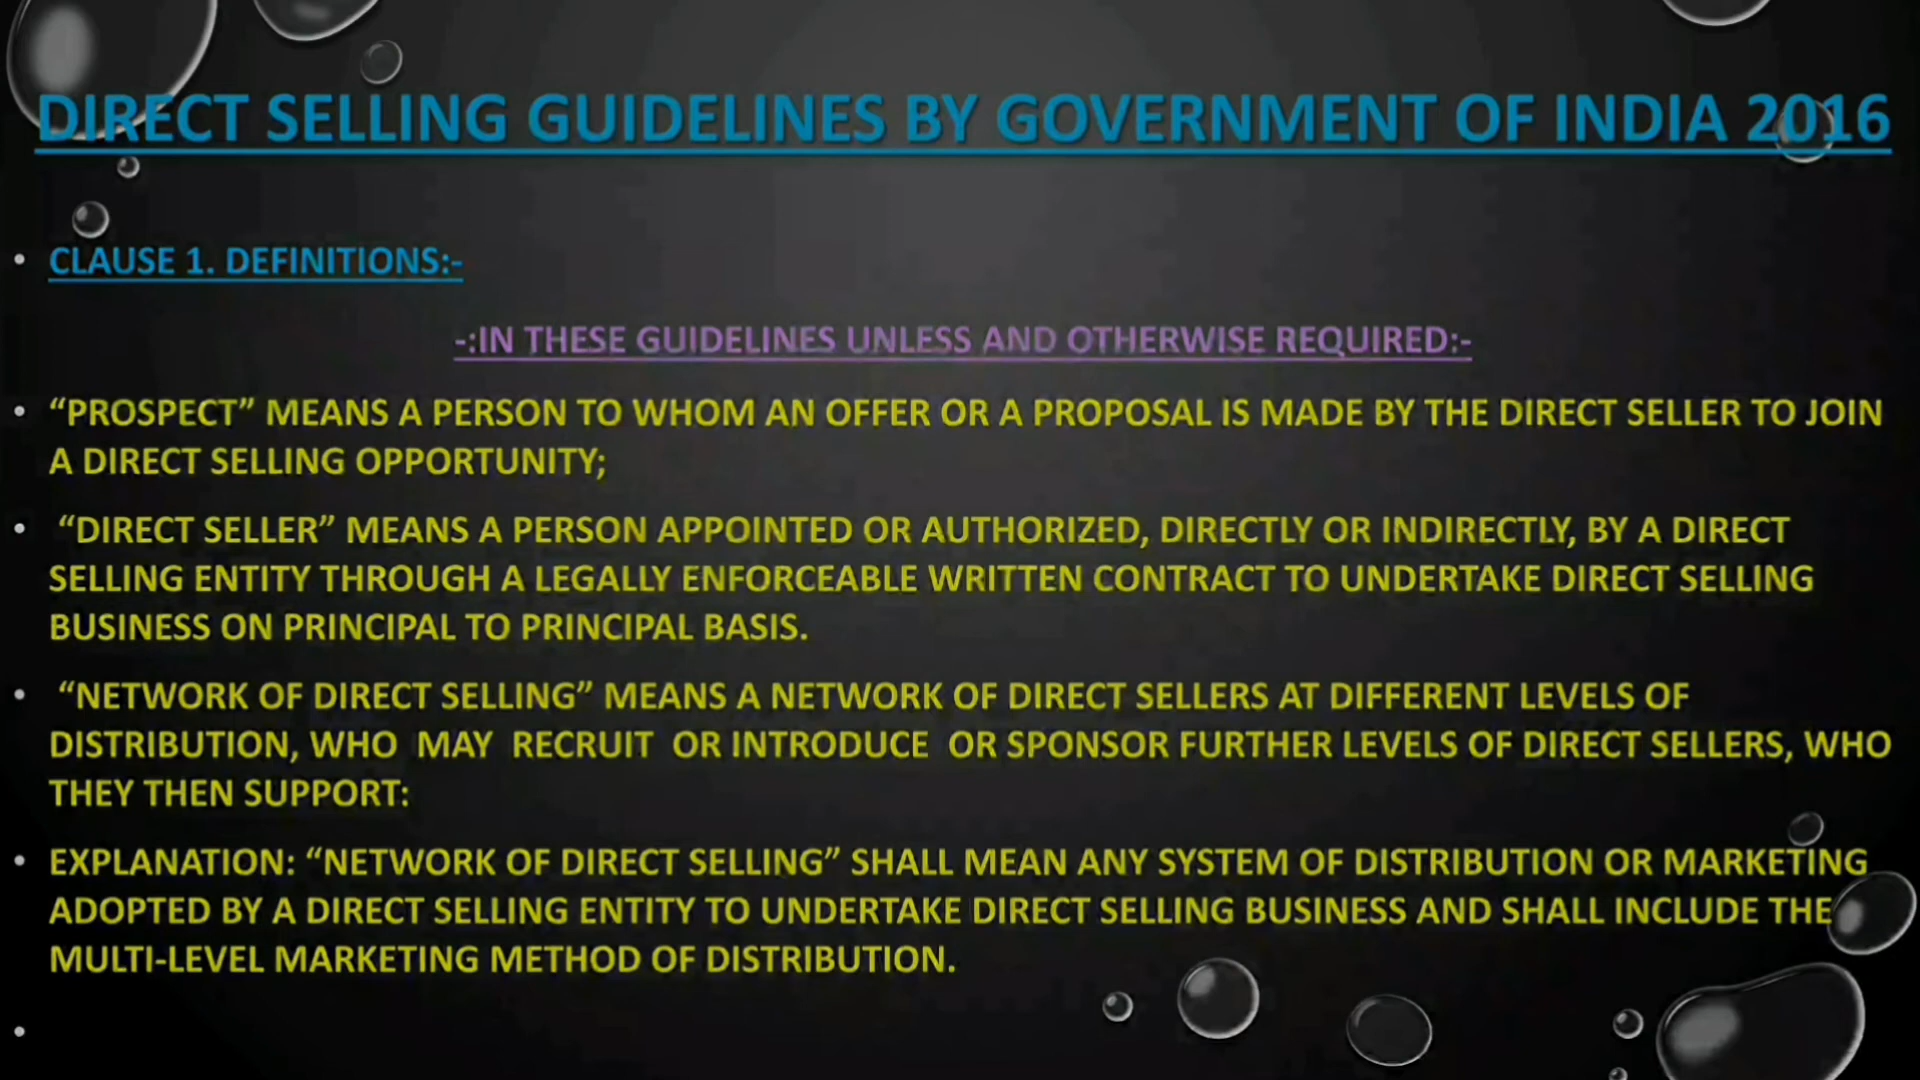 DIRECT SELLING GUIDELINES BY GOVERNMENT OF INDIA 2016
• CLAUSE 1. DEFINITIONS:-
-:IN THESE GUIDELINES UNLESS AND OTHERWISE REQUIRED:-
• “PROSPECT” MEANS A PERSON TO WHOM AN OFFER OR A PROPOSAL IS MADE BY THE DIRECT SELLER TO JOIN
A DIRECT SELLING OPPORTUNITY;
• “DIRECT SELLER” MEANS A PERSON APPOINTED OR AUTHORIZED, DIRECTLY OR INDIRECTLY, BY A DIRECT
SELLING ENTITY THROUGH A LEGALLY ENFORCEABLE WRITTEN CONTRACT TO UNDERTAKE DIRECT SELLING
BUSINESS ON PRINCIPAL TO PRINCIPAL BASIS.
• “NETWORK OF DIRECT SELLING” MEANS A NETWORK OF DIRECT SELLERS AT DIFFERENT LEVELS OF
DISTRIBUTION, WHO MAY RECRUIT OR INTRODUCE OR SPONSOR FURTHER LEVELS OF DIRECT SELLERS, WHO
THEY THEN SUPPORT:
• EXPLANATION: “NETWORK OF DIRECT SELLING” SHALL MEAN ANY SYSTEM OF DISTRIBUTION OR MARKETING
ADOPTED BY A DIRECT SELLING ENTITY TO UNDERTAKE DIRECT SELLING BUSINESS AND SHALL INCLUDE THE
MULTI-LEVEL MARKETING METHOD OF DISTRIBUTION.
•